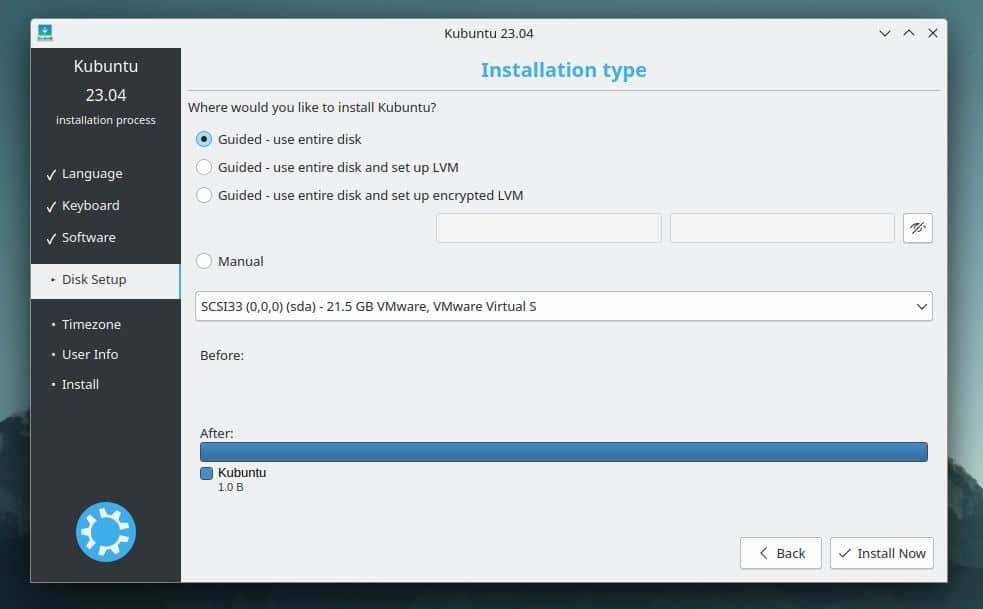 Kubuntu 23.04
Kubuntu
23.04
installation process
Language
Keyboard
Software
Disk Setup
Timezone
User Info
Install
Installation type
Where would you like to install Kubuntu?
Guided - use entire disk
Guided - use entire disk and set up LVM
Guided - use entire disk and set up encrypted LVM
Manual
SCSI33 (0,0,0) (sda) - 21.5 GB VMware, VMware Virtual S
Before:
After:
Kubuntu
1.0 B
Back
Install Now